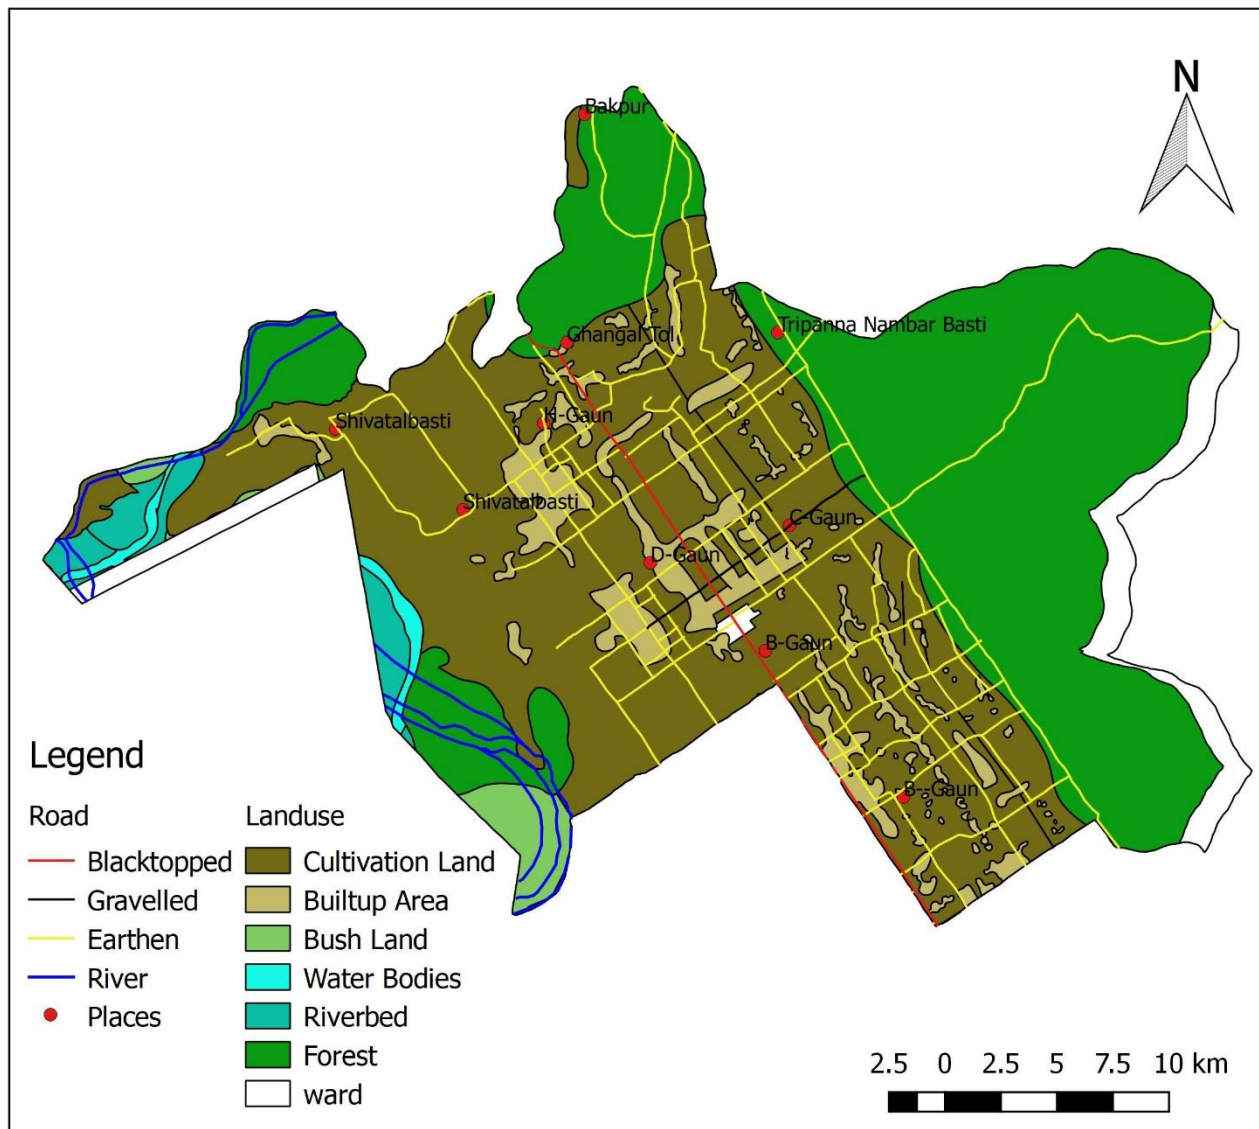 N
Bakpur
Tripanna Nambar Basti
Ghangal Tol
H-Gaun
Shivatalbasti
Shivatalbasti
C-Gaun
D-Gaun
B-Gaun
B--Gaun
Legend
Road
Blacktopped
Gravelled
Earthen
River
Places
Landuse
Cultivation Land
Builtup Area
Bush Land
Water Bodies
Riverbed
Forest
ward
2.5 0 2.5 5 7.5 10 km